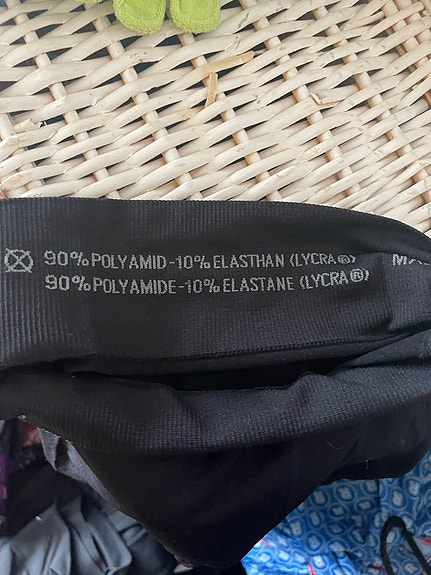 90% POLYAMID-10% ELASTHAN (LYCRA®)
90% POLYAMIDE-10% ELASTANE (LYCRA®)